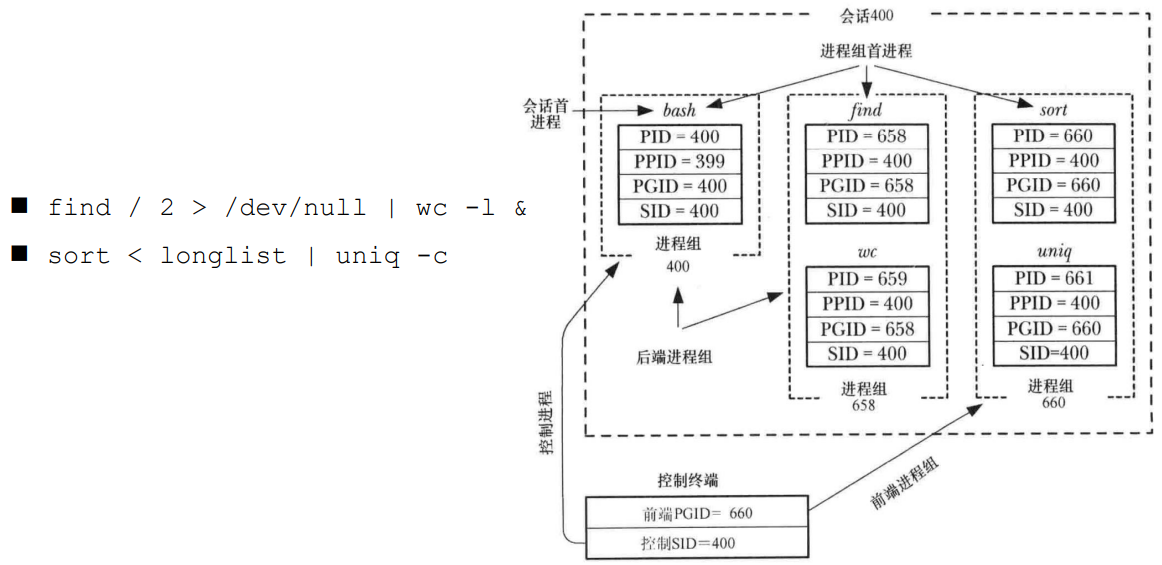 find / 2 > /dev/null | wc -l &
sort < longlist | uniq -c
会话400
进程组首进程
会话首
进程
bash
PID = 400
PPID = 399
PGID = 400
SID = 400
进程组
400
find
PID = 658
PPID = 400
PGID = 658
SID = 400
wc
PID = 659
PPID = 400
PGID = 658
SID = 400
进程组
658
sort
PID = 660
PPID = 400
PGID = 660
SID = 400
uniq
PID = 661
PPID = 400
PGID = 660
SID=400
进程组
660
后端进程组
控制进程
控制终端
前端PGID= 660
控制SID=400
前端进程组